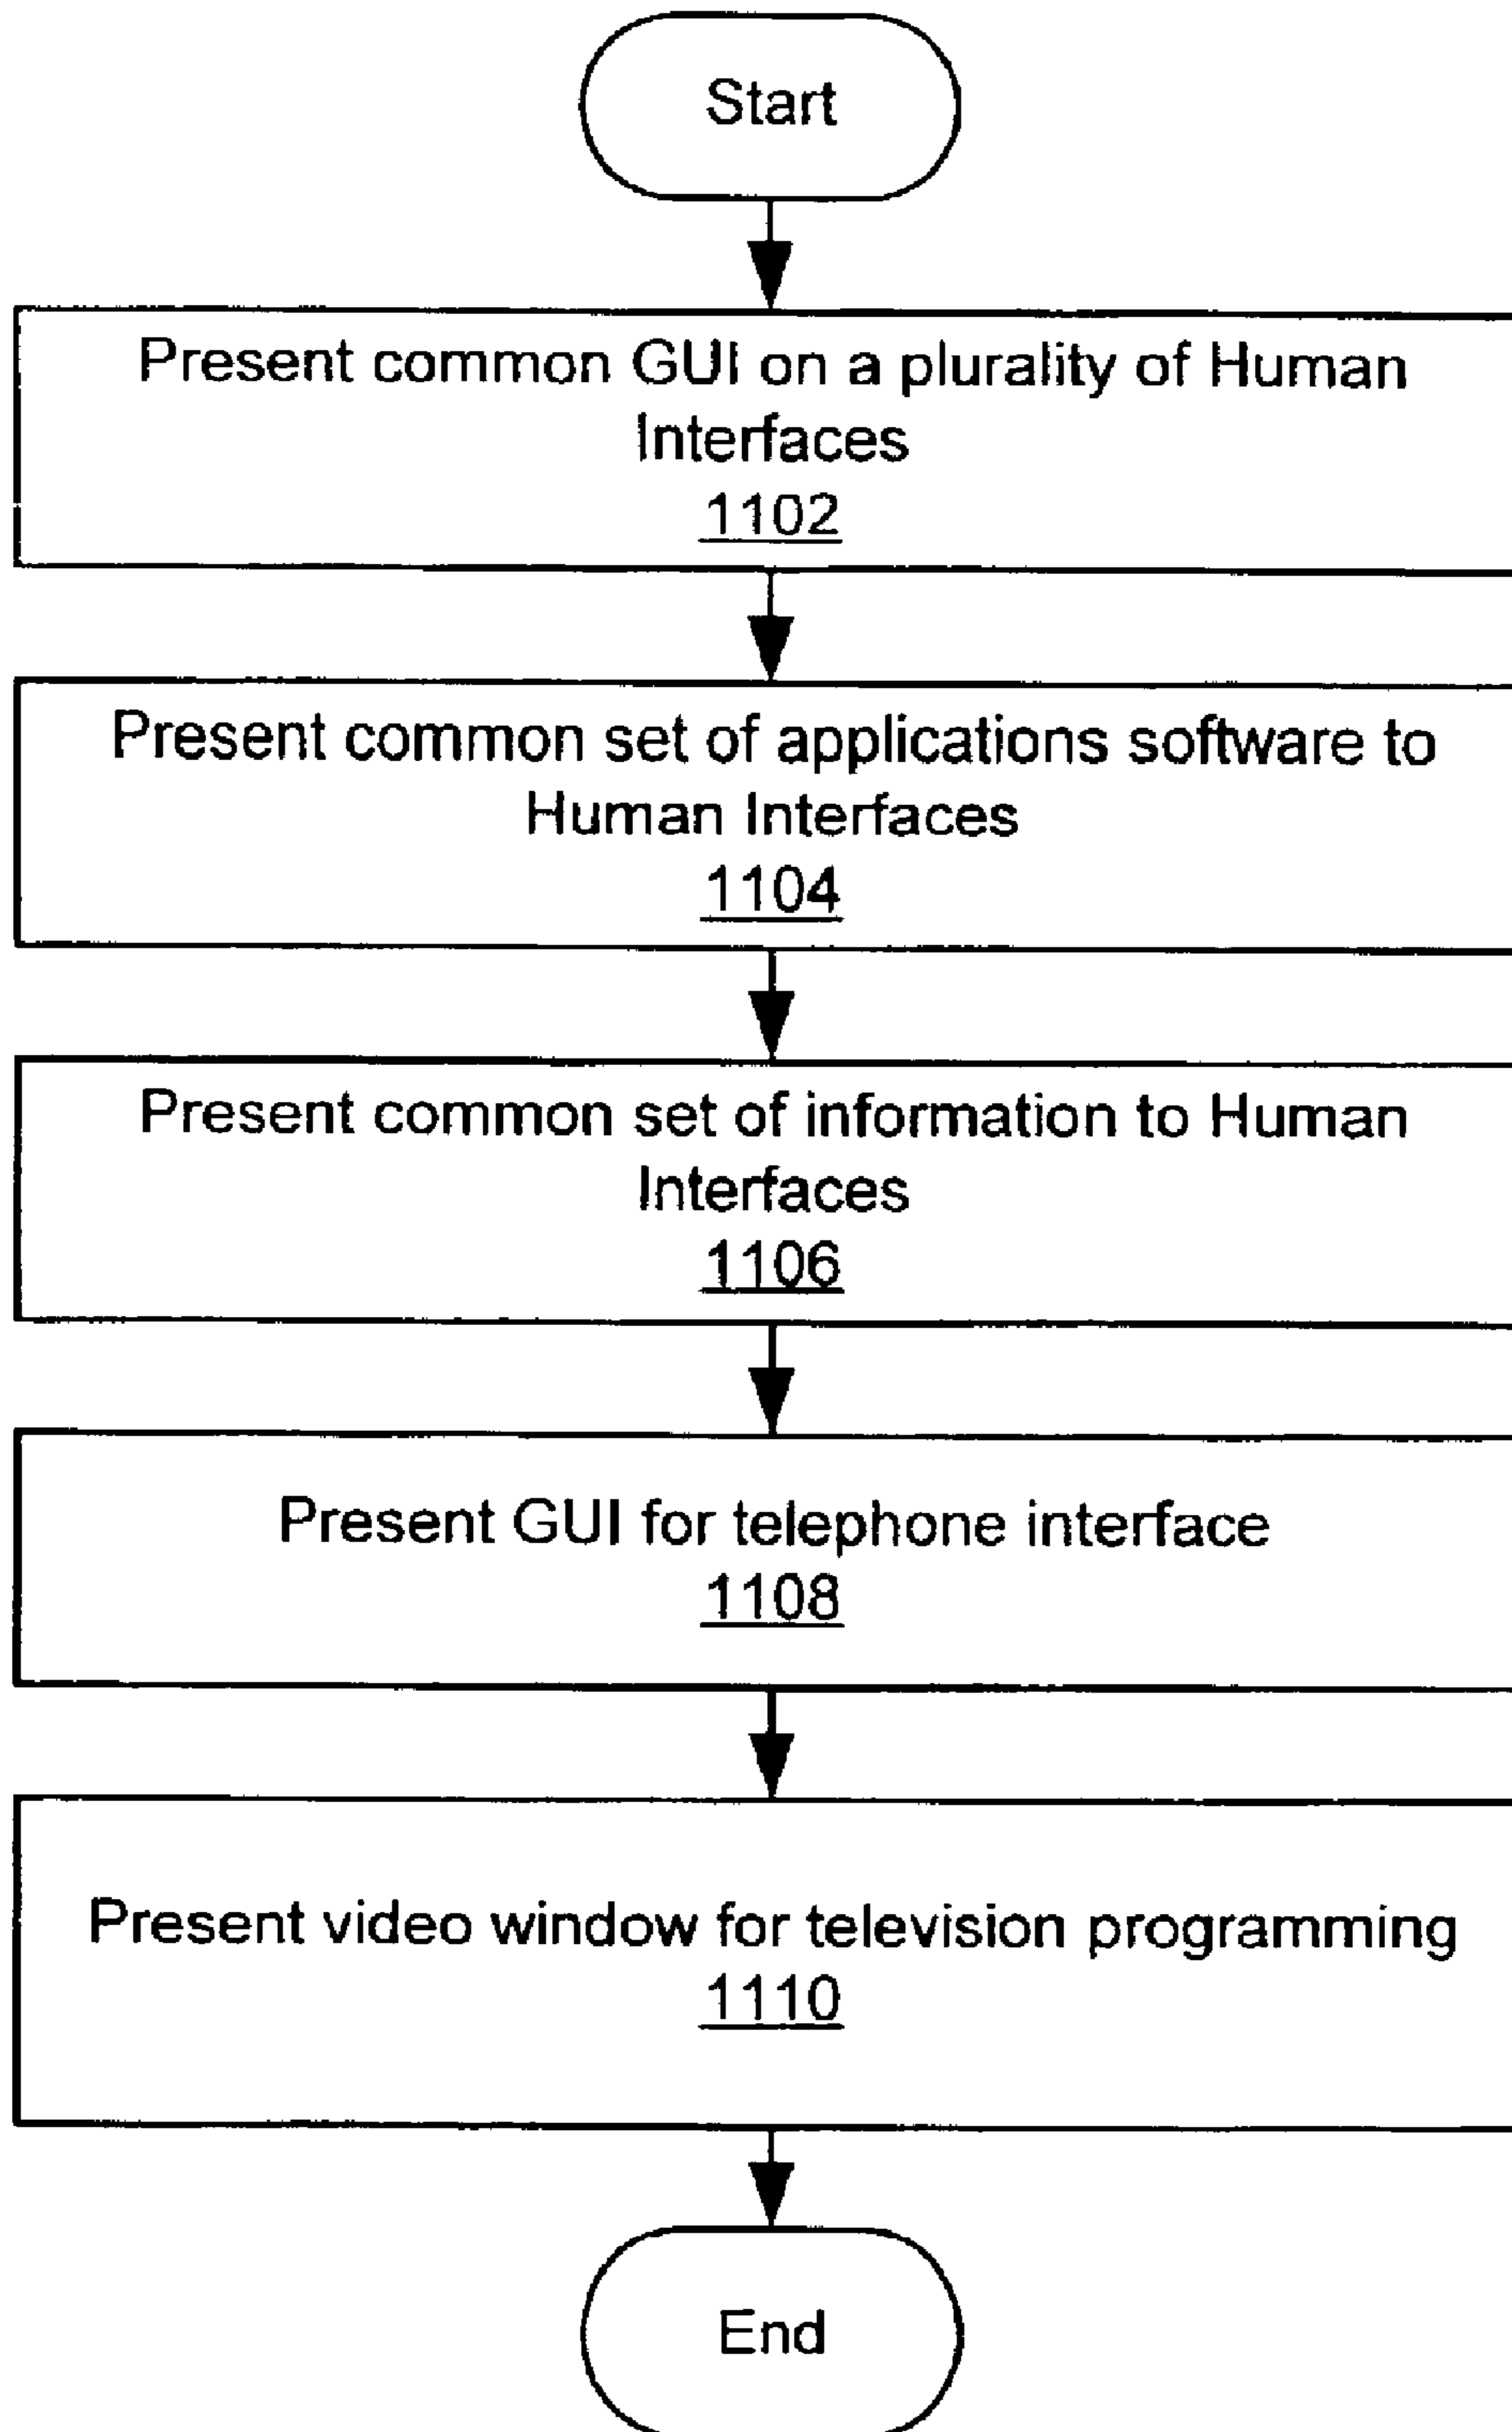 Start
Present common GUI on a plurality of Human
Interfaces
1102
Present common set of applications software to
Human Interfaces
1104
Present common set of information to Human
Interfaces
1106
Present GUI for telephone interface
1108
Present video window for television programming
1110
End